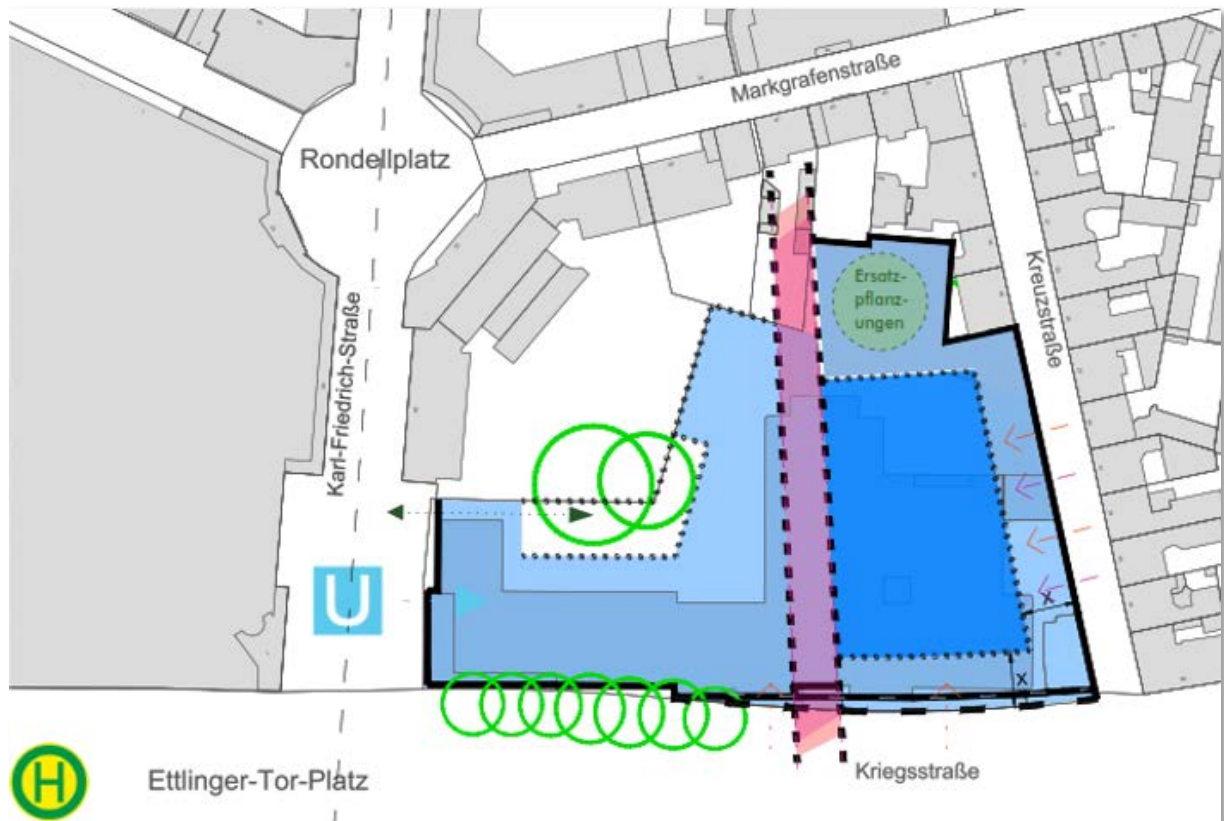 Markgrafenstraße
Rondellplatz
Karl-Friedrich-Straße
Kreuzstraße
Ersatz-
pflanz-
ungen
U
x
x
H
Ettlinger-Tor-Platz
Kriegsstraße